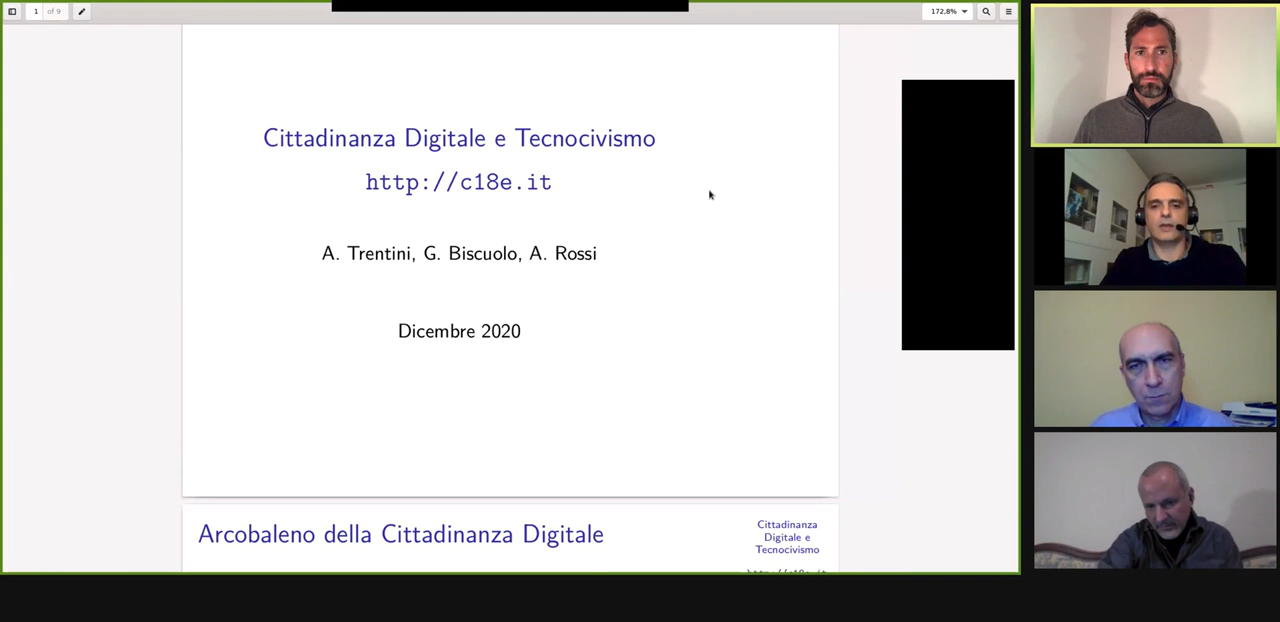 1 of 9
172,8%
Cittadinanza Digitale e Tecnocivismo
http://c18e.it
A. Trentini, G. Biscuolo, A. Rossi
Dicembre 2020
Arcobaleno della Cittadinanza Digitale
Cittadinanza
Digitale e
Tecnocivismo